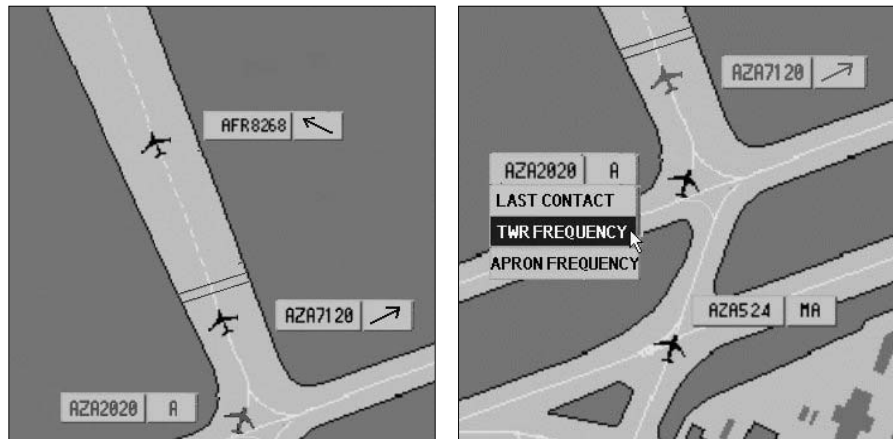 AFR8268
AZA7120
AZA2020 A
AZA7120
AZA2020 A
LAST CONTACT
TWR FREQUENCY
APRON FREQUENCY
AZA524 MA